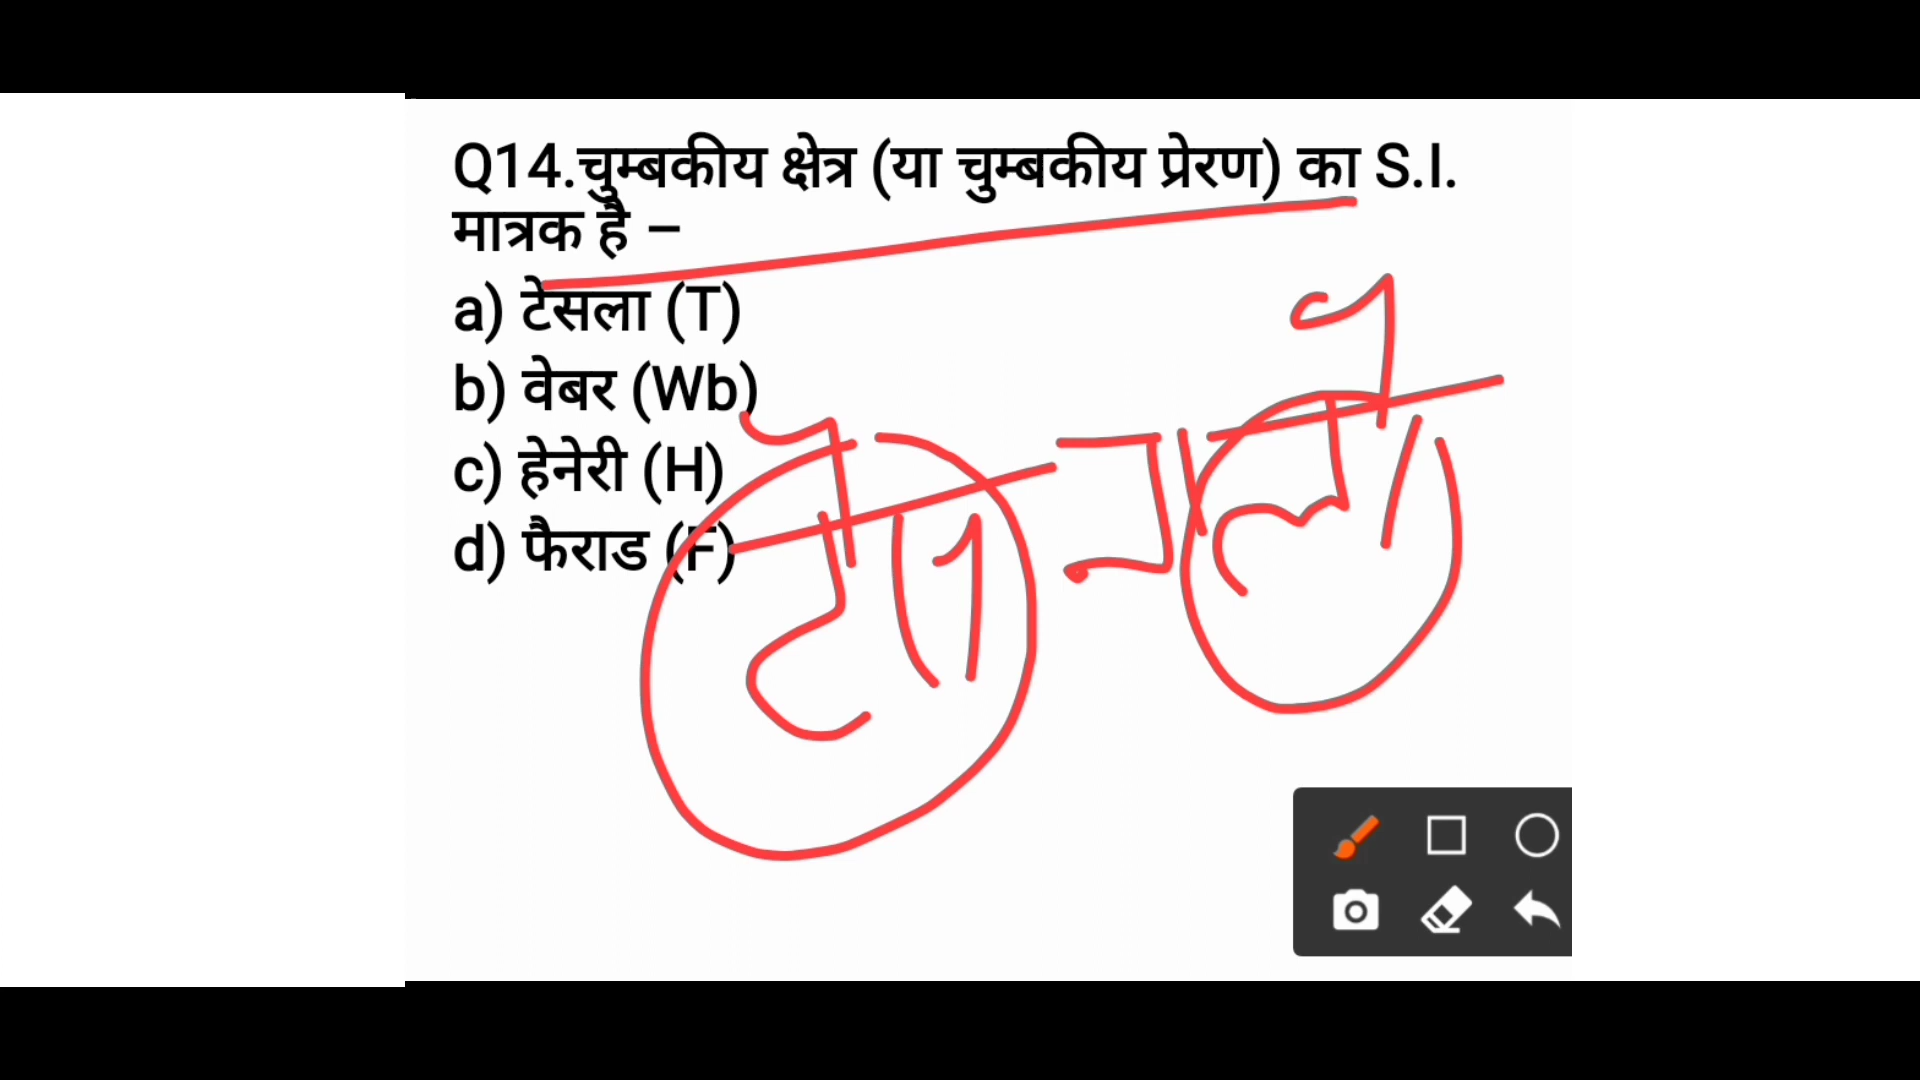 Q14.चुम्बकीय क्षेत्र (या चुम्बकीय प्रेरण) का S.I.
मात्रक है –
a) टेसला (T)
b) वेबर (Wb)
c) हेनेरी (H)
d) फैराड (F)